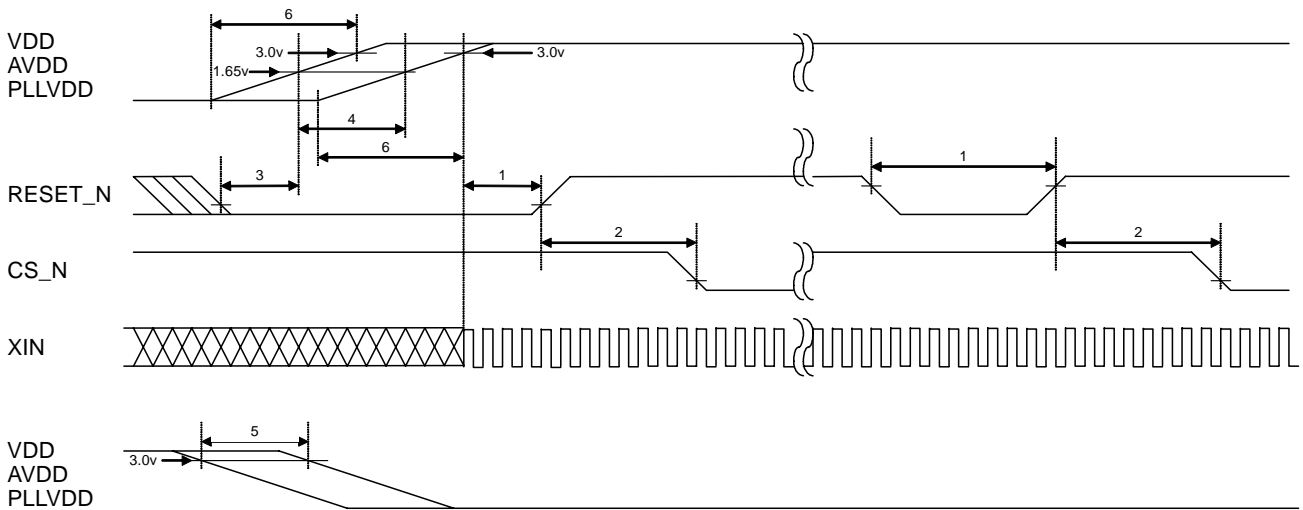 6
VDD
AVDD
PLLVDD
3.0v
3.0v
1.65v
4
6
3
1
1
RESET_N
2
2
CS_N
XIN
5
VDD
AVDD
PLLVDD
3.0v